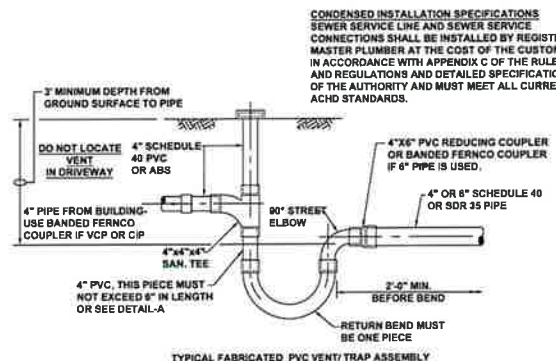 CONDENSED INSTALLATION SPECIFICATIONS
SEWER SERVICE LINE AND SEWER SERVICE
CONNECTIONS SHALL BE INSTALLED BY REGISTE
MASTER PLUMBER AT THE COST OF THE CUSTOM
IN ACCORDANCE WITH APPENDIX C OF THE RULE
AND REGULATIONS AND DETAILED SPECIFICATIO
OF THE AUTHORITY AND MUST MEET ALL CURRE
ACHD STANDARDS.
3' MINIMUM DEPTH FROM
GROUND SURFACE TO PIPE
DO NOT LOCATE
VENT
IN DRIVEWAY
4" SCHEDULE
40 PVC
OR ABS
4"X6" PVC REDUCING COUPLER
OR BANDED FERNCO COUPLER
IF 6" PIPE IS USED.
4" OR 6" SCHEDULE 40
OR SDR 35 PIPE
4" PIPE FROM BUILDING-
USE BANDED FERNCO
COUPLER IF VCP OR CIP
90° STREET
ELBOW
4"x4"x4"
SAN. TEE
4" PVC, THIS PIECE MUST
NOT EXCEED 6" IN LENGTH
OR SEE DETAIL-A
2'-0" MIN.
BEFORE BEND
RETURN BEND MUST
BE ONE PIECE
TYPICAL FABRICATED PVC VENT/ TRAP ASSEMBLY